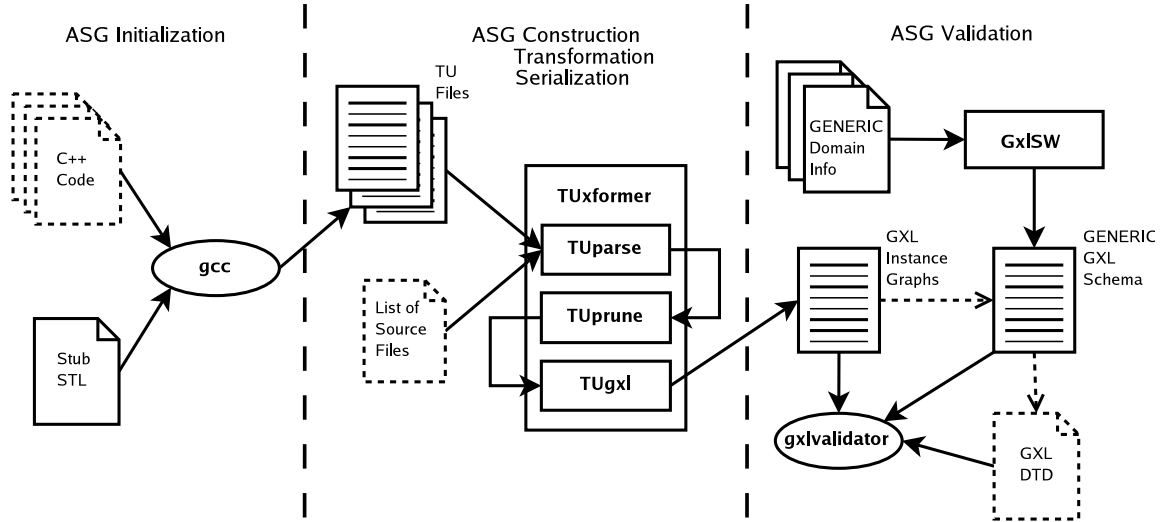 ASG Initialization
C++
Code
gcc
Stub
STL
ASG Construction
Transformation
Serialization
TU
Files
TUxformer
TUparse
List of
Source
Files
TUprune
TUgxl
ASG Validation
GENERIC
Domain
Info
GxlSW
GXL
Instance
Graphs
GENERIC
GXL
Schema
gxlvalidator
GXL
DTD